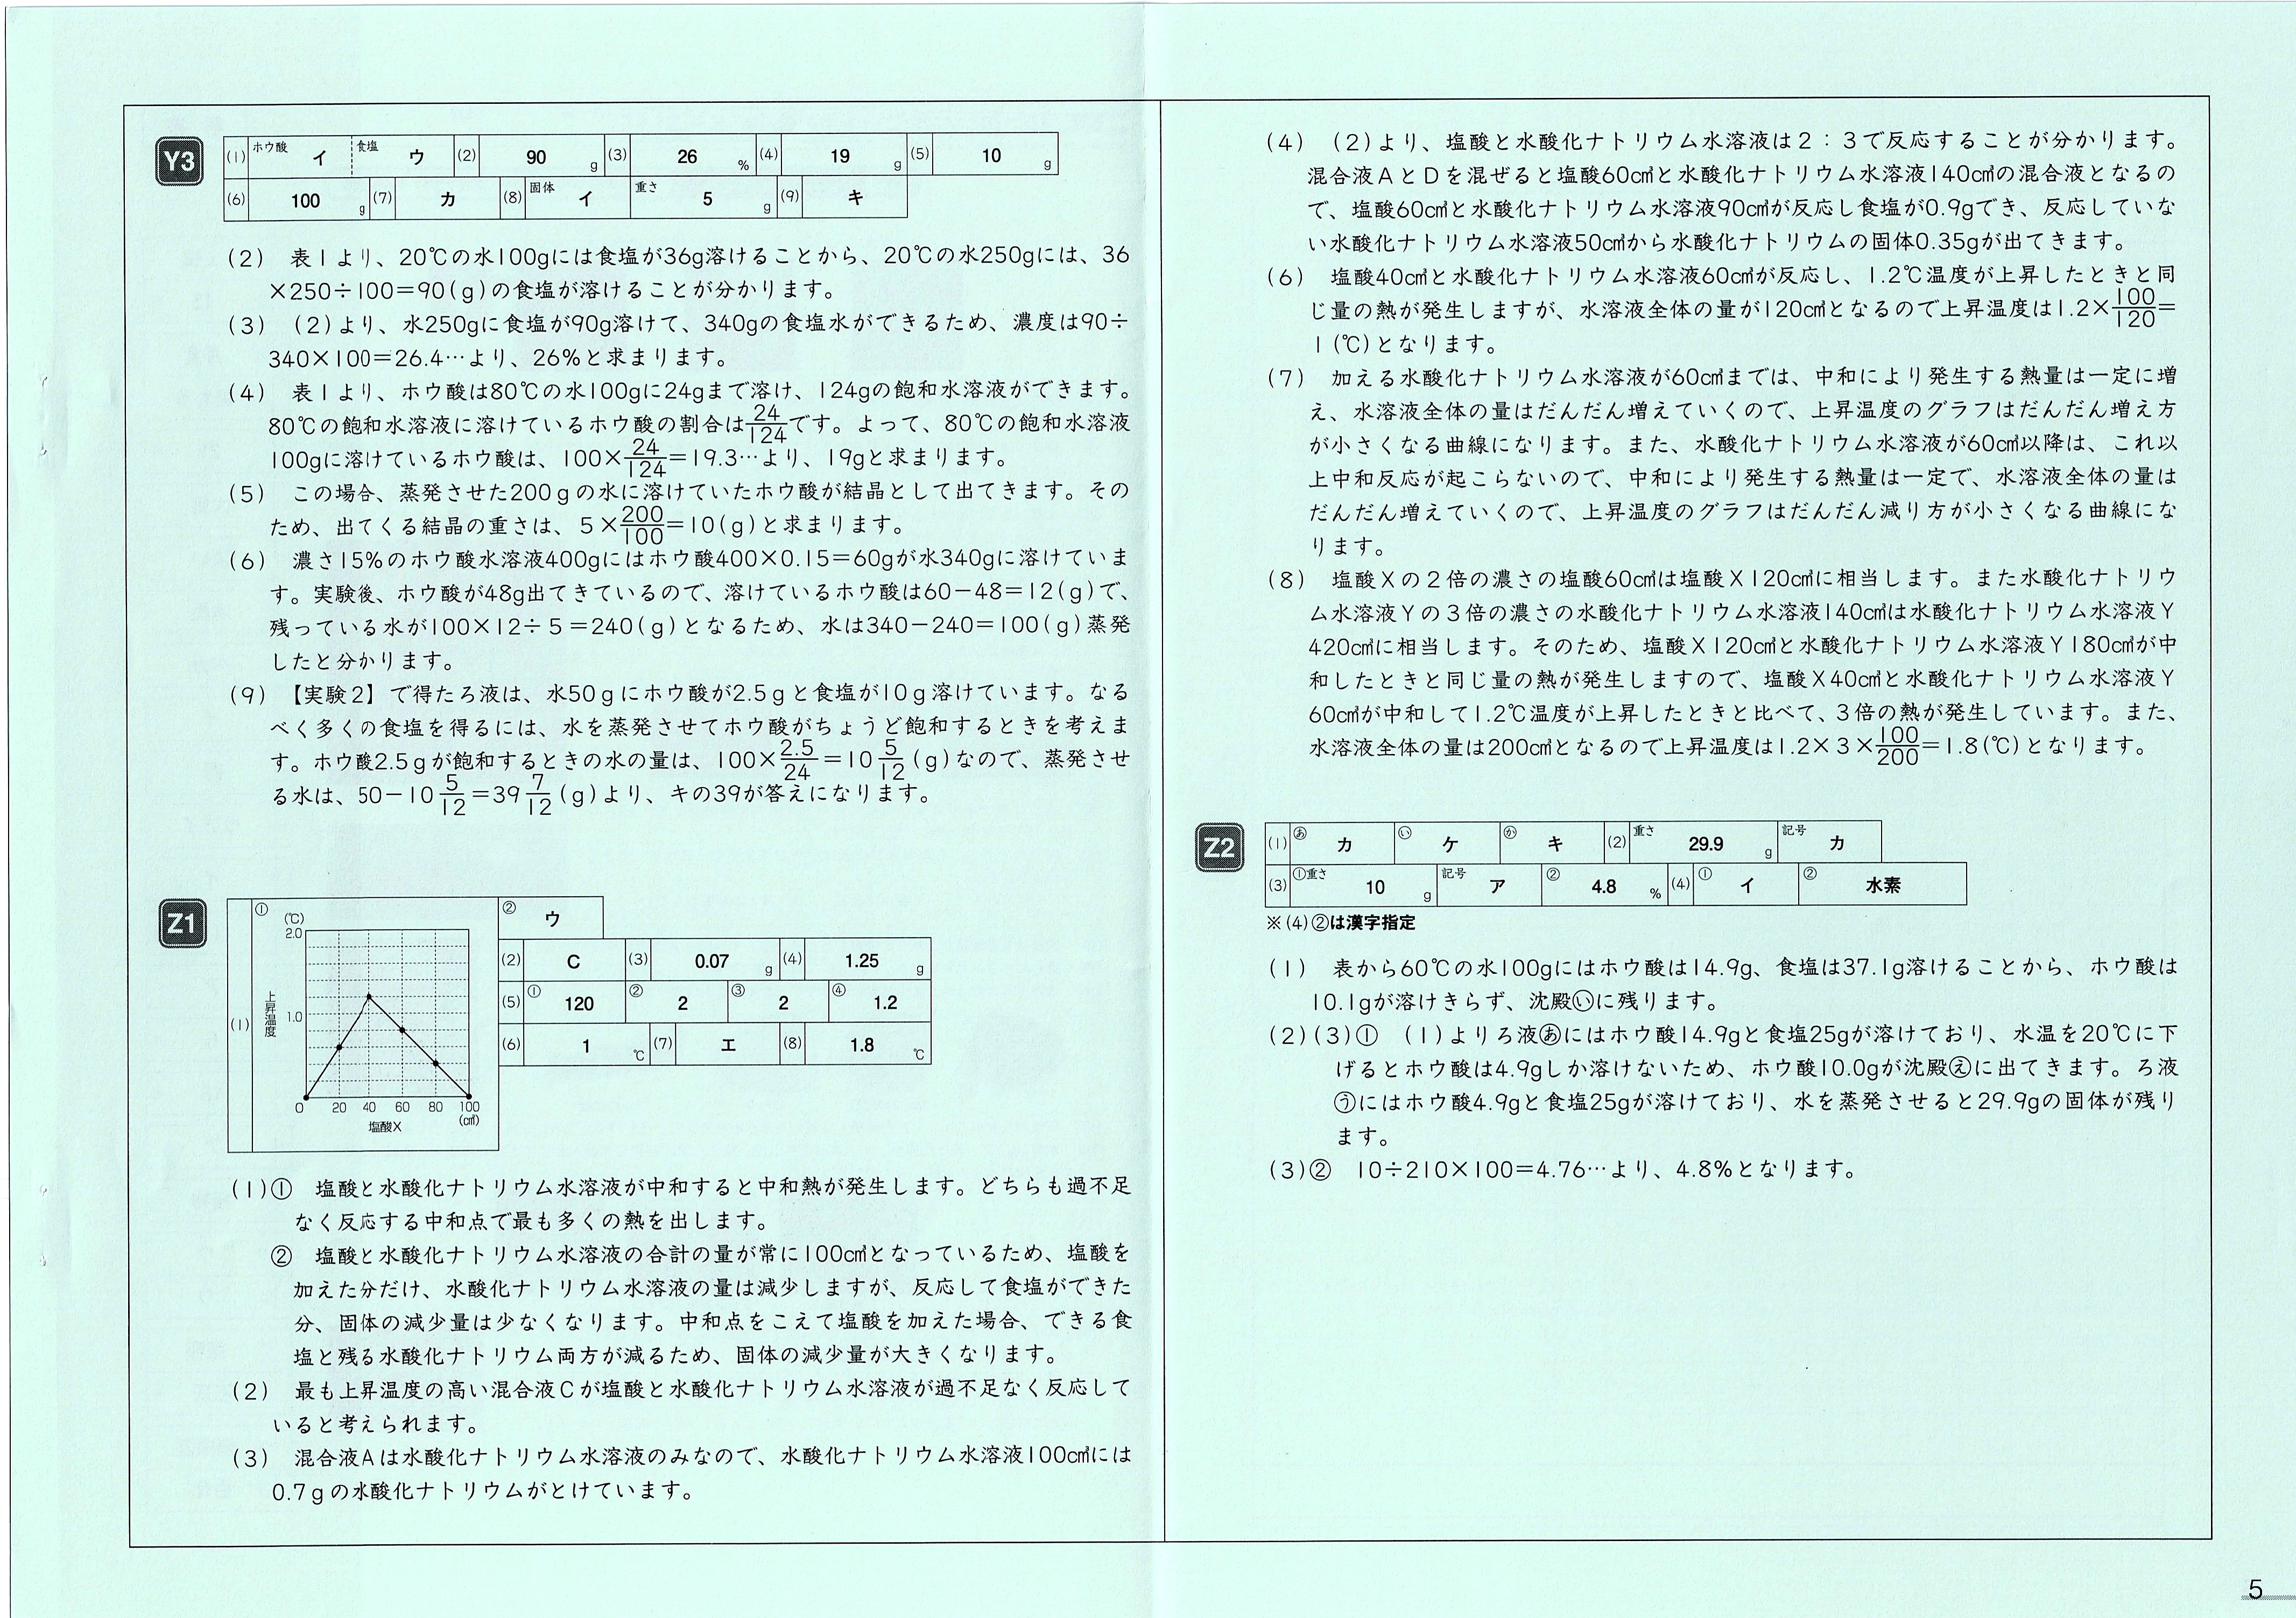 Y3
(1) ホウ酸 イ 食塩 ウ (2) 90 g (3) 26 % (4) 19 g (5) 10 g
(6) 100 g (7) カ (8) 固体 イ 重さ 5 g (9) キ
(2) 表1より、20℃の水100gには食塩が36g溶けることから、20℃の水250gには、36
×250÷100=90(g)の食塩が溶けることが分かります。
(3) (2)より、水250gに食塩が90g溶けて、340gの食塩水ができるため、濃度は90÷
340×100=26.4…より、26%と求まります。
(4) 表1より、ホウ酸は80℃の水100gに24gまで溶け、124gの飽和水溶液ができます。
80℃の飽和水溶液に溶けているホウ酸の割合は24/124です。よって、80℃の飽和水溶液
100gに溶けているホウ酸は、100×24/124=19.3…より、19gと求まります。
(5) この場合、蒸発させた200gの水に溶けていたホウ酸が結晶として出てきます。その
ため、出てくる結晶の重さは、5×200/100=10(g)と求まります。
(6) 濃さ15%のホウ酸水溶液400gにはホウ酸400×0.15=60gが水340gに溶けていま
す。実験後、ホウ酸が48g出てきているので、溶けているホウ酸は60-48=12(g)で、
残っている水が100×12÷5=240(g)となるため、水は340-240=100(g)蒸発
したと分かります。
(9) 【実験2】で得たろ液は、水50gにホウ酸が2.5gと食塩が10g溶けています。なる
べく多くの食塩を得るには、水を蒸発させてホウ酸がちょうど飽和するときを考えま
す。ホウ酸2.5gが飽和するときの水の量は、100×2.5/24=10 5/12(g)なので、蒸発させ
る水は、50-10 5/12=39 7/12(g)より、キの39が答えになります。
Z1
(1) ①
(℃)
2.0
1.0
上昇温度
0 20 40 60 80 100
(㎤)
塩酸X
② ウ
(2) C (3) 0.07 g (4) 1.25 g
(5) ① 120 ② 2 ③ 2 ④ 1.2
(6) 1 ℃ (7) エ (8) 1.8 ℃
(1)① 塩酸と水酸化ナトリウム水溶液が中和すると中和熱が発生します。どちらも過不足
なく反応する中和点で最も多くの熱を出します。
② 塩酸と水酸化ナトリウム水溶液の合計の量が常に100㎤となっているため、塩酸を
加えた分だけ、水酸化ナトリウム水溶液の量は減少しますが、反応して食塩ができた
分、固体の減少量は少なくなります。中和点をこえて塩酸を加えた場合、できる食
塩と残る水酸化ナトリウム両方が減るため、固体の減少量が大きくなります。
(2) 最も上昇温度の高い混合液Cが塩酸と水酸化ナトリウム水溶液が過不足なく反応して
いると考えられます。
(3) 混合液Aは水酸化ナトリウム水溶液のみなので、水酸化ナトリウム水溶液100㎤には
0.7gの水酸化ナトリウムがとけています。
(4) (2)より、塩酸と水酸化ナトリウム水溶液は2:3で反応することが分かります。
混合液AとDを混ぜると塩酸60㎤と水酸化ナトリウム水溶液140㎤の混合液となるの
で、塩酸60㎤と水酸化ナトリウム水溶液90㎤が反応し食塩が0.9gでき、反応していな
い水酸化ナトリウム水溶液50㎤から水酸化ナトリウムの固体0.35gが出てきます。
(6) 塩酸40㎤と水酸化ナトリウム水溶液60㎤が反応し、1.2℃温度が上昇したときと同
じ量の熱が発生しますが、水溶液全体の量が120㎤となるので上昇温度は1.2×100/120=
1(℃)となります。
(7) 加える水酸化ナトリウム水溶液が60㎤までは、中和により発生する熱量は一定に増
え、水溶液全体の量はだんだん増えていくので、上昇温度のグラフはだんだん増え方
が小さくなる曲線になります。また、水酸化ナトリウム水溶液が60㎤以降は、これ以
上中和反応が起こらないので、中和により発生する熱量は一定で、水溶液全体の量は
だんだん増えていくので、上昇温度のグラフはだんだん減り方が小さくなる曲線にな
ります。
(8) 塩酸Xの2倍の濃さの塩酸60㎤は塩酸X120㎤に相当します。また水酸化ナトリウ
ム水溶液Yの3倍の濃さの水酸化ナトリウム水溶液140㎤は水酸化ナトリウム水溶液Y
420㎤に相当します。そのため、塩酸X120㎤と水酸化ナトリウム水溶液Y180㎤が中
和したときと同じ量の熱が発生しますので、塩酸X40㎤と水酸化ナトリウム水溶液Y
60㎤が中和して1.2℃温度が上昇したときと比べて、3倍の熱が発生しています。また、
水溶液全体の量は200㎤となるので上昇温度は1.2×3×100/200=1.8(℃)となります。
Z2
(1) あ カ い ケ か キ (2) 重さ 29.9 g 記号 カ
(3) ①重さ 10 g 記号 ア ② 4.8 % (4) ① イ ② 水素
※(4)②は漢字指定
(1) 表から60℃の水100gにはホウ酸は14.9g、食塩は37.1g溶けることから、ホウ酸は
10.1gが溶けきらず、沈殿いに残ります。
(2)(3)① (1)よりろ液あにはホウ酸14.9gと食塩25gが溶けており、水温を20℃に下
げるとホウ酸は4.9gしか溶けないため、ホウ酸10.0gが沈殿えに出てきます。ろ液
うにはホウ酸4.9gと食塩25gが溶けており、水を蒸発させると29.9gの固体が残り
ます。
(3)② 10÷210×100=4.76…より、4.8%となります。
5